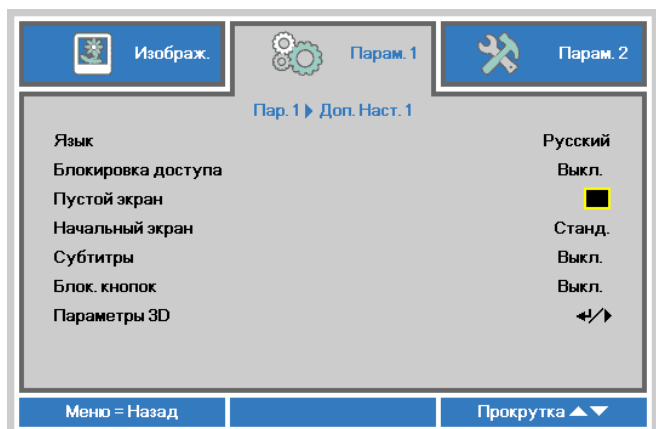 Изображ. Парам. 1 Парам. 2
Пар. 1 Доп. Наст. 1
Язык Русский
Блокировка доступа Выкл.
Пустой экран
Начальный экран Станд.
Субтитры Выкл.
Блок. кнопок Выкл.
Параметры 3D
Меню = Назад Прокрутка